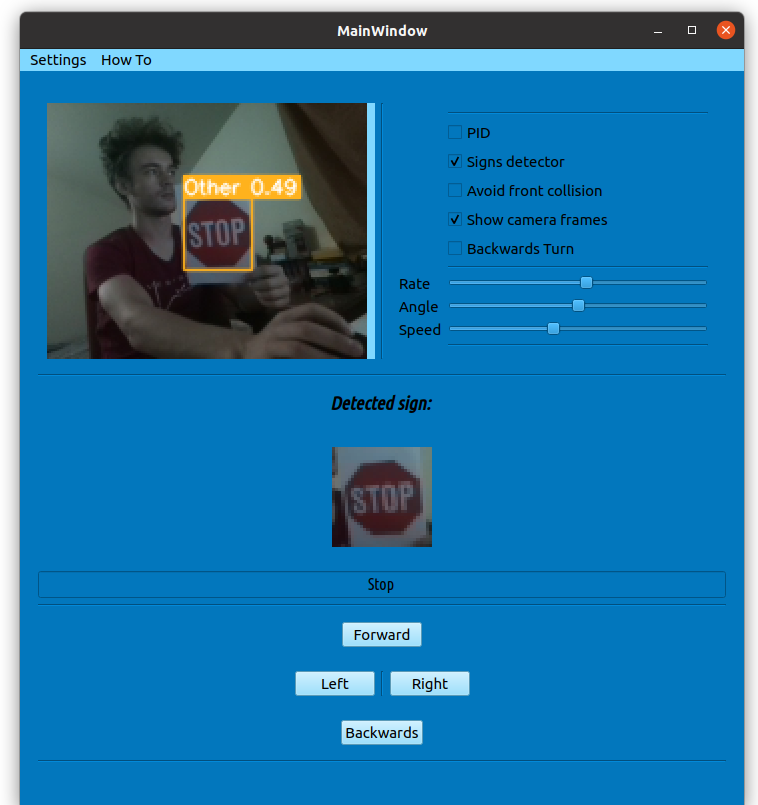 MainWindow
Settings How To
Other 0.49
STOP
PID
Signs detector
Avoid front collision
Show camera frames
Backwards Turn
Rate
Angle
Speed
Detected sign:
STOP
Stop
Forward
Left Right
Backwards